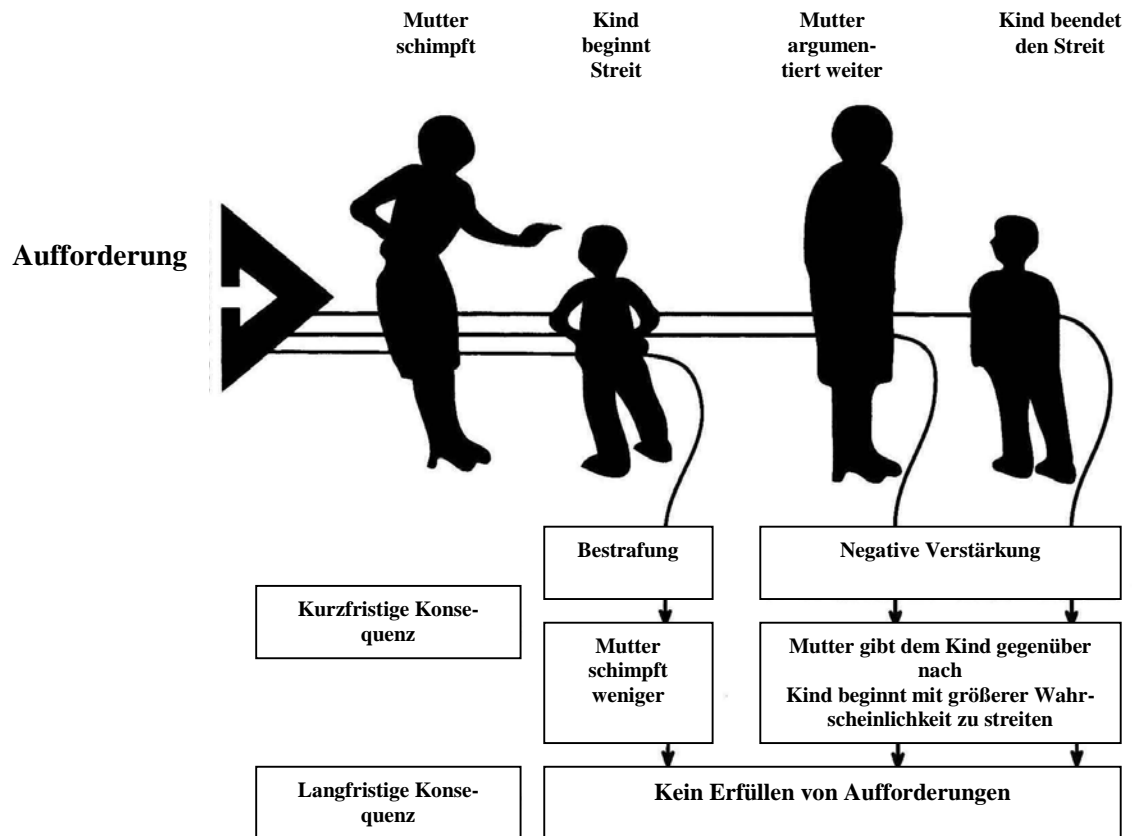 Mutter
schimpft
Kind
beginnt
Streit
Mutter
argumen-
tiert weiter
Kind beendet
den Streit
Aufforderung
Bestrafung
Negative Verstärkung
Kurzfristige Konse-
quenz
Mutter
schimpft
weniger
Mutter gibt dem Kind gegenüber
nach
Kind beginnt mit größerer Wahr-
scheinlichkeit zu streiten
Langfristige Konse-
quenz
Kein Erfüllen von Aufforderungen